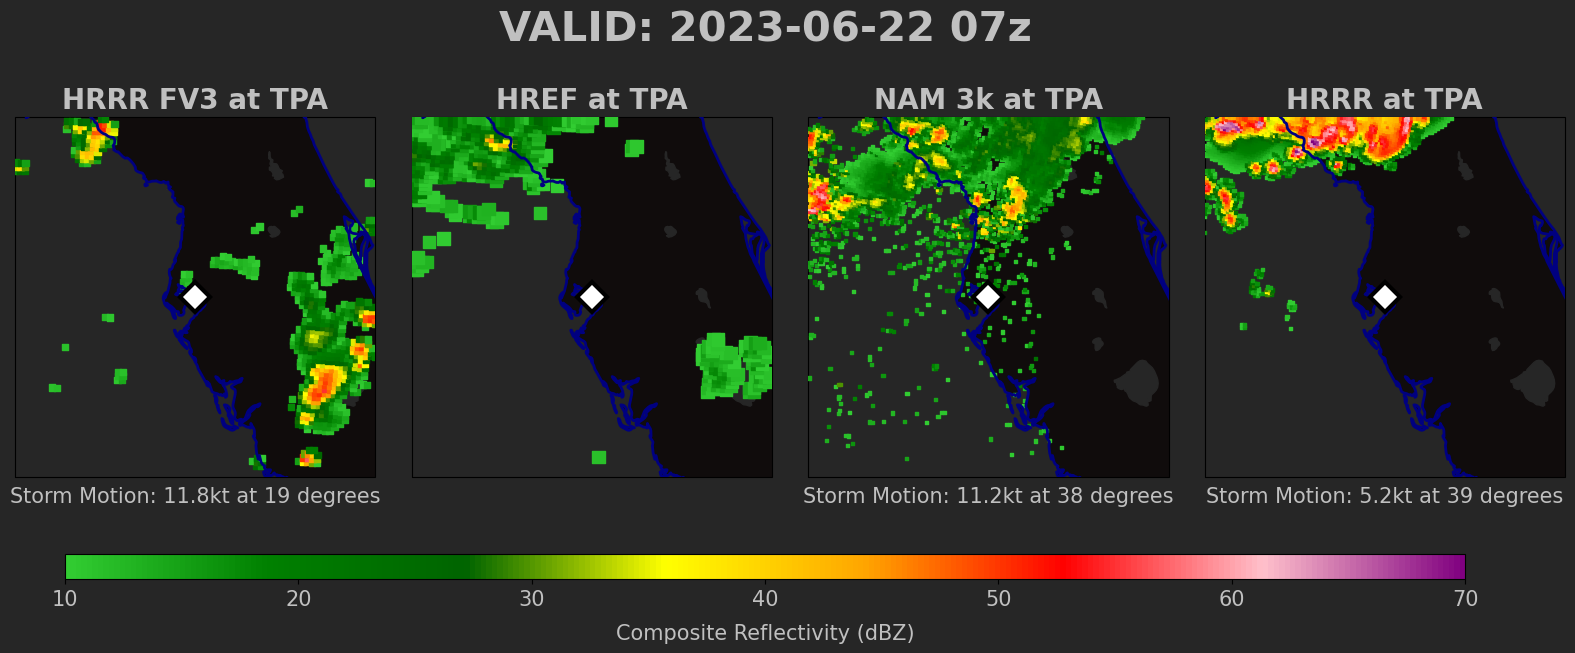 VALID: 2023-06-22 07z
HRRR FV3 at TPA
HREF at TPA
NAM 3k at TPA
HRRR at TPA
Storm Motion: 11.8kt at 19 degrees
Storm Motion: 11.2kt at 38 degrees
Storm Motion: 5.2kt at 39 degrees
10 20 30 40 50 60 70
Composite Reflectivity (dBZ)